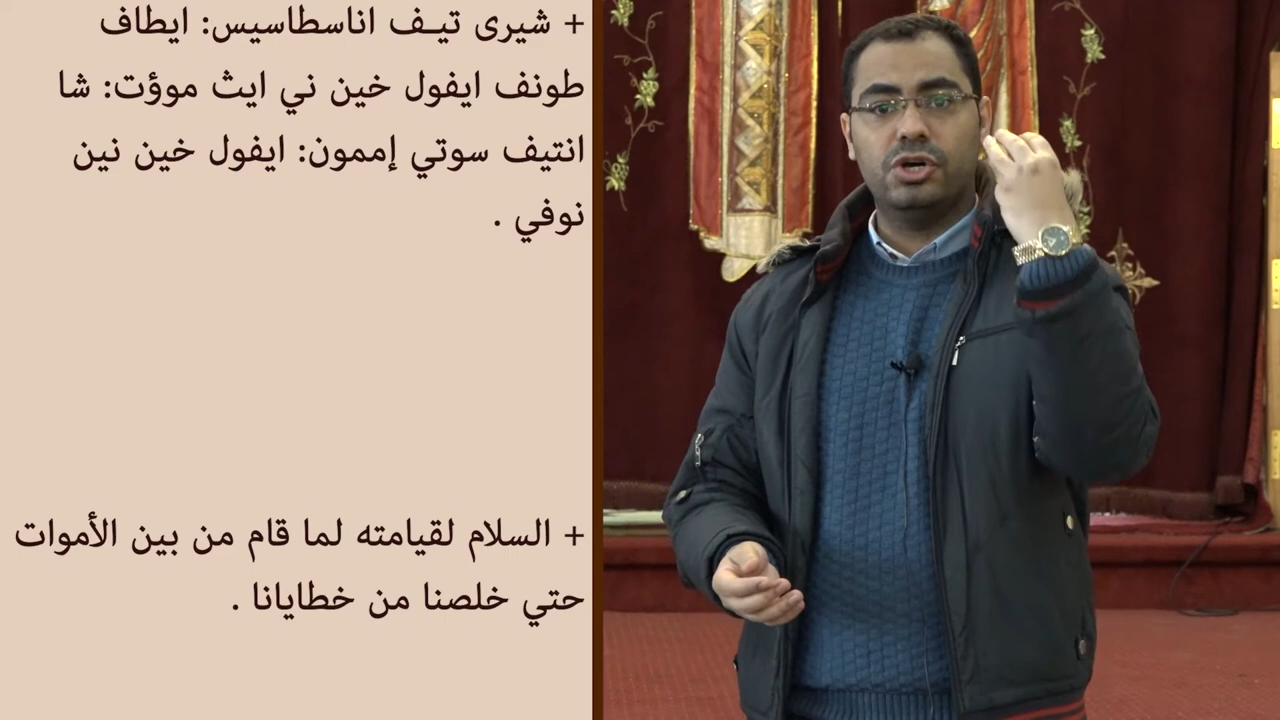 + شيرى تيـف اناسطاسيس: ايطاف
طونف ايفول خين ني ايث موؤت: شا
انتيف سوتي إممون: ايفول خين نين
نوفي .
+ السلام لقيامته لما قام من بين الأموات
حتي خلصنا من خطايانا .